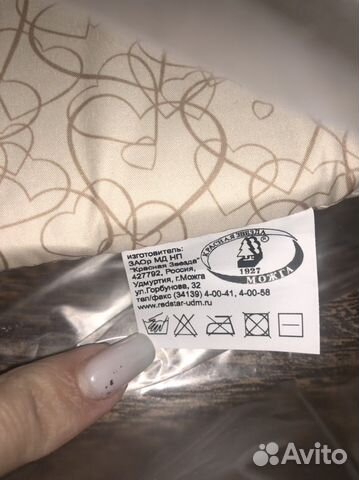 изготовитель:
ЗАОр МД НП
"Красная Звезда"
427792, Россия,
Удмуртия, г.Можга
ул.Горбунова, 32
тел/факс (34139) 4-00-41, 4-00-58
www.redstar-udm.ru
КРАСНАЯ ЗВЕЗДА
1927
МОЖГА
Avito